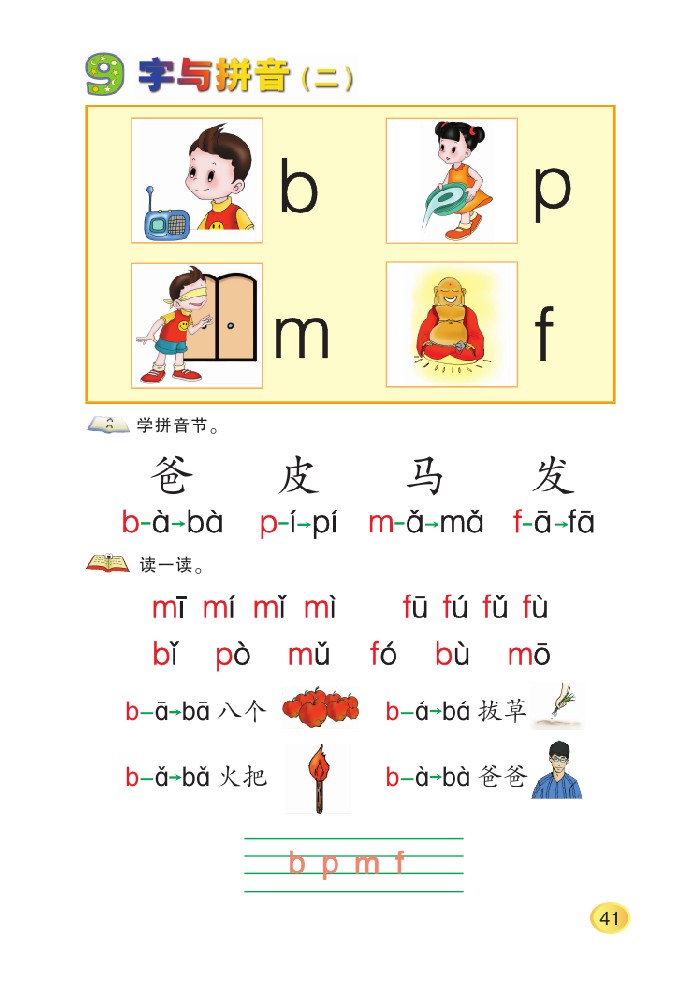 9 字与拼音（二）
b p
m f
学拼音节。
爸 皮 马 发
b-à→bà p-í→pí m-ǎ→mǎ f-ā→fā
读一读。
mī mí mǐ mì fū fú fǔ fù
bǐ pò mǔ fó bù mō
b-ā→bā 八个 b-á→bá 拔草
b-ǎ→bǎ 火把 b-à→bà 爸爸
b p m f
41